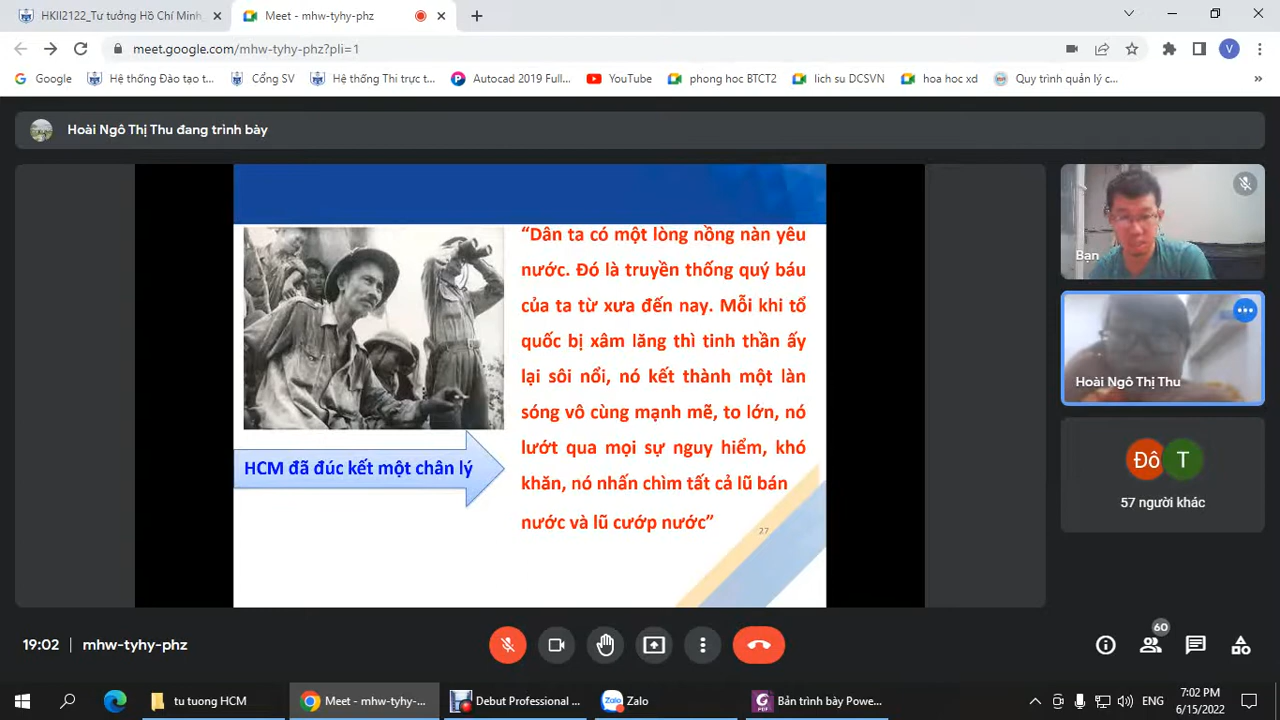 HKII2122_Tư tưởng Hồ Chí Minh
Meet - mhw-tyhy-phz
meet.google.com/mhw-tyhy-phz?pli=1
V
Google
Hệ thống Đào tạo t...
Cổng SV
Hệ thống Thi trực t...
Autocad 2019 Full...
YouTube
phong hoc BTCT2
lich su DCSVN
hoa hoc xd
Quy trình quản lý c...
Hoài Ngô Thị Thu đang trình bày
“Dân ta có một lòng nồng nàn yêu
nước. Đó là truyền thống quý báu
của ta từ xưa đến nay. Mỗi khi tổ
quốc bị xâm lăng thì tinh thần ấy
lại sôi nổi, nó kết thành một làn
sóng vô cùng mạnh mẽ, to lớn, nó
lướt qua mọi sự nguy hiểm, khó
khăn, nó nhấn chìm tất cả lũ bán
nước và lũ cướp nước”
HCM đã đúc kết một chân lý
27
Bạn
Hoài Ngô Thị Thu
Đô
T
57 người khác
19:02
mhw-tyhy-phz
60
tu tuong HCM
Meet - mhw-tyhy-...
Debut Professional ...
Zalo
Zalo
PDF
Bản trình bày Powe...
ENG
7:02 PM
6/15/2022